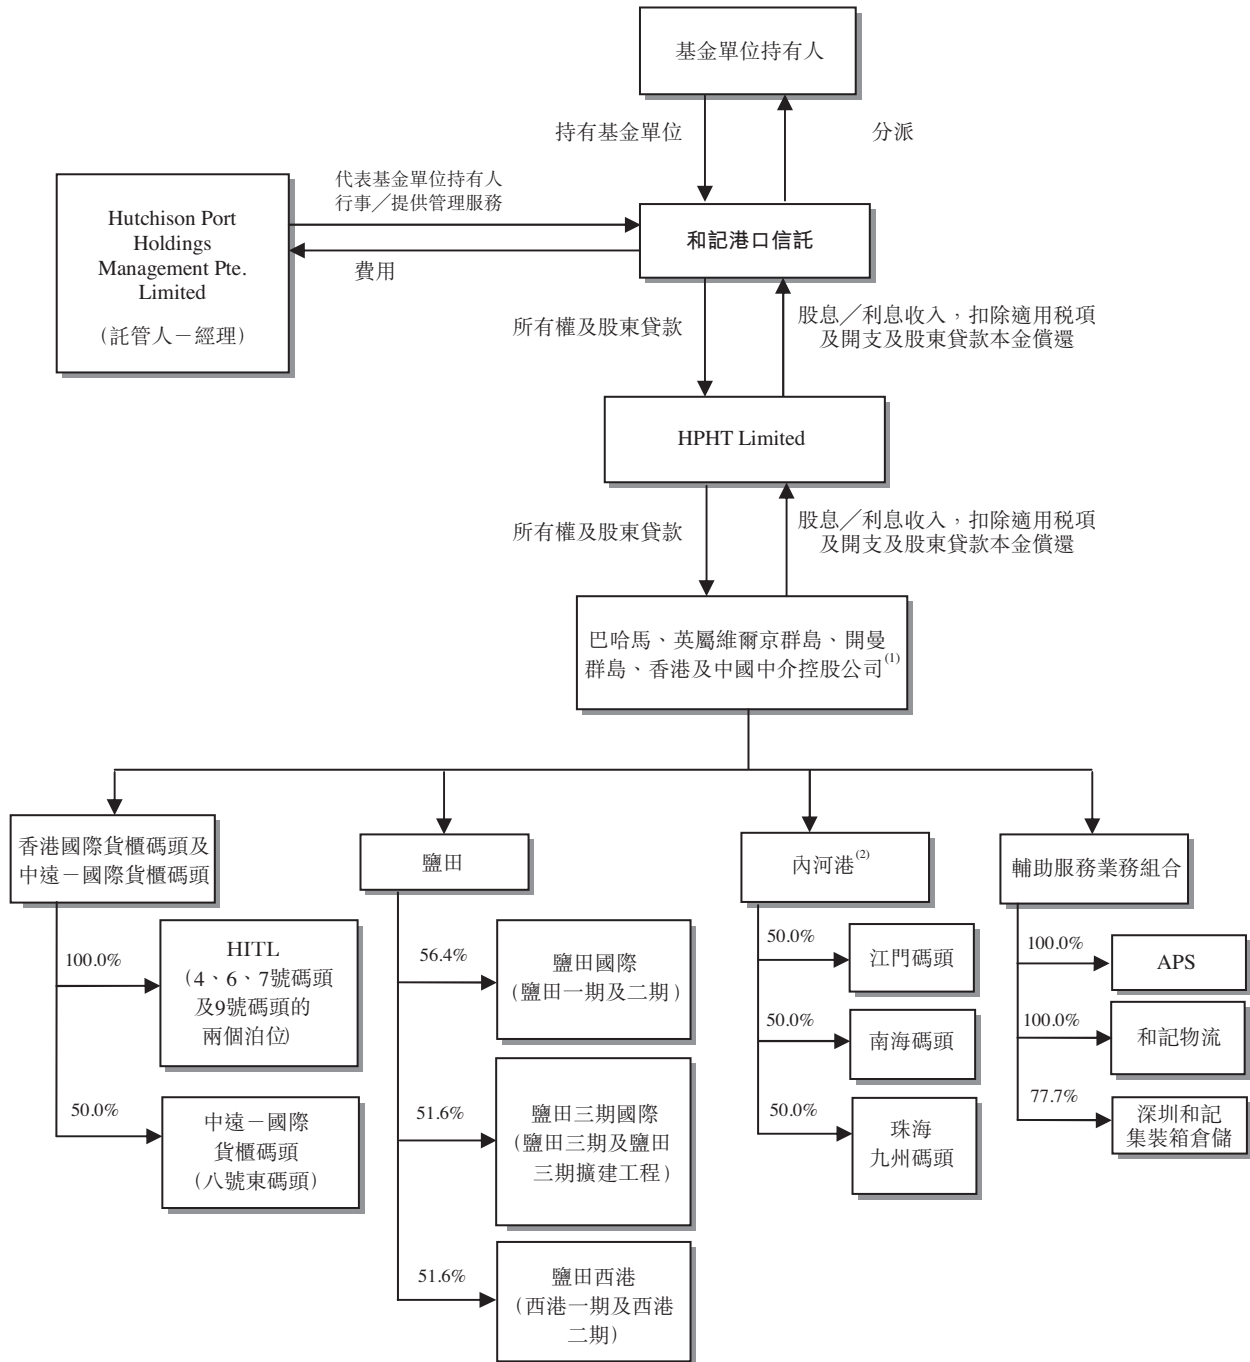 基金單位持有人
持有基金單位
分派
Hutchison Port
Holdings
Management Pte.
Limited
(託管人－經理)
代表基金單位持有人
行事／提供管理服務
費用
和記港口信託
所有權及股東貸款
股息／利息收入，扣除適用稅項
及開支及股東貸款本金償還
HPHT Limited
所有權及股東貸款
股息／利息收入，扣除適用稅項
及開支及股東貸款本金償還
巴哈馬、英屬維爾京群島、開曼
群島、香港及中國中介控股公司(1)
香港國際貨櫃碼頭及
中遠－國際貨櫃碼頭
100.0%
HITL
(4、6、7號碼頭
及9號碼頭的
兩個泊位)
50.0%
中遠－國際
貨櫃碼頭
(八號東碼頭)
鹽田
56.4%
鹽田國際
(鹽田一期及二期)
51.6%
鹽田三期國際
(鹽田三期及鹽田
三期擴建工程)
51.6%
鹽田西港
(西港一期及西港
二期)
內河港(2)
50.0%
江門碼頭
50.0%
南海碼頭
50.0%
珠海
九州碼頭
輔助服務業務組合
100.0%
APS
100.0%
和記物流
77.7%
深圳和記
集裝箱倉儲